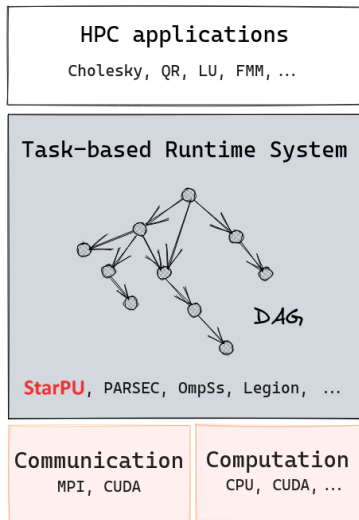 HPC applications
Cholesky, QR, LU, FMM, ...
Task-based Runtime System
DAG
StarPU, PARSEC, OmpSs, Legion, ...
Communication
MPI, CUDA
Computation
CPU, CUDA, ...